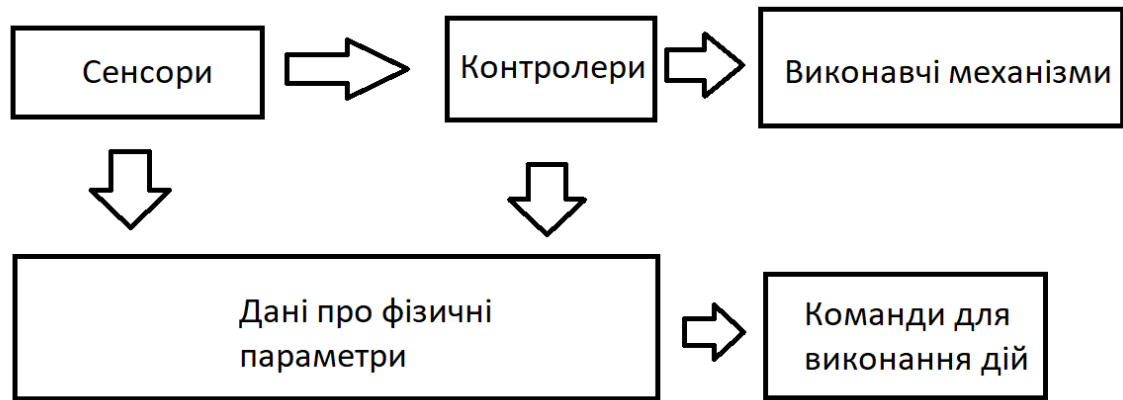 Сенсори
Контролери
Виконавчі механізми
Дані про фізичні
параметри
Команди для
виконання дій